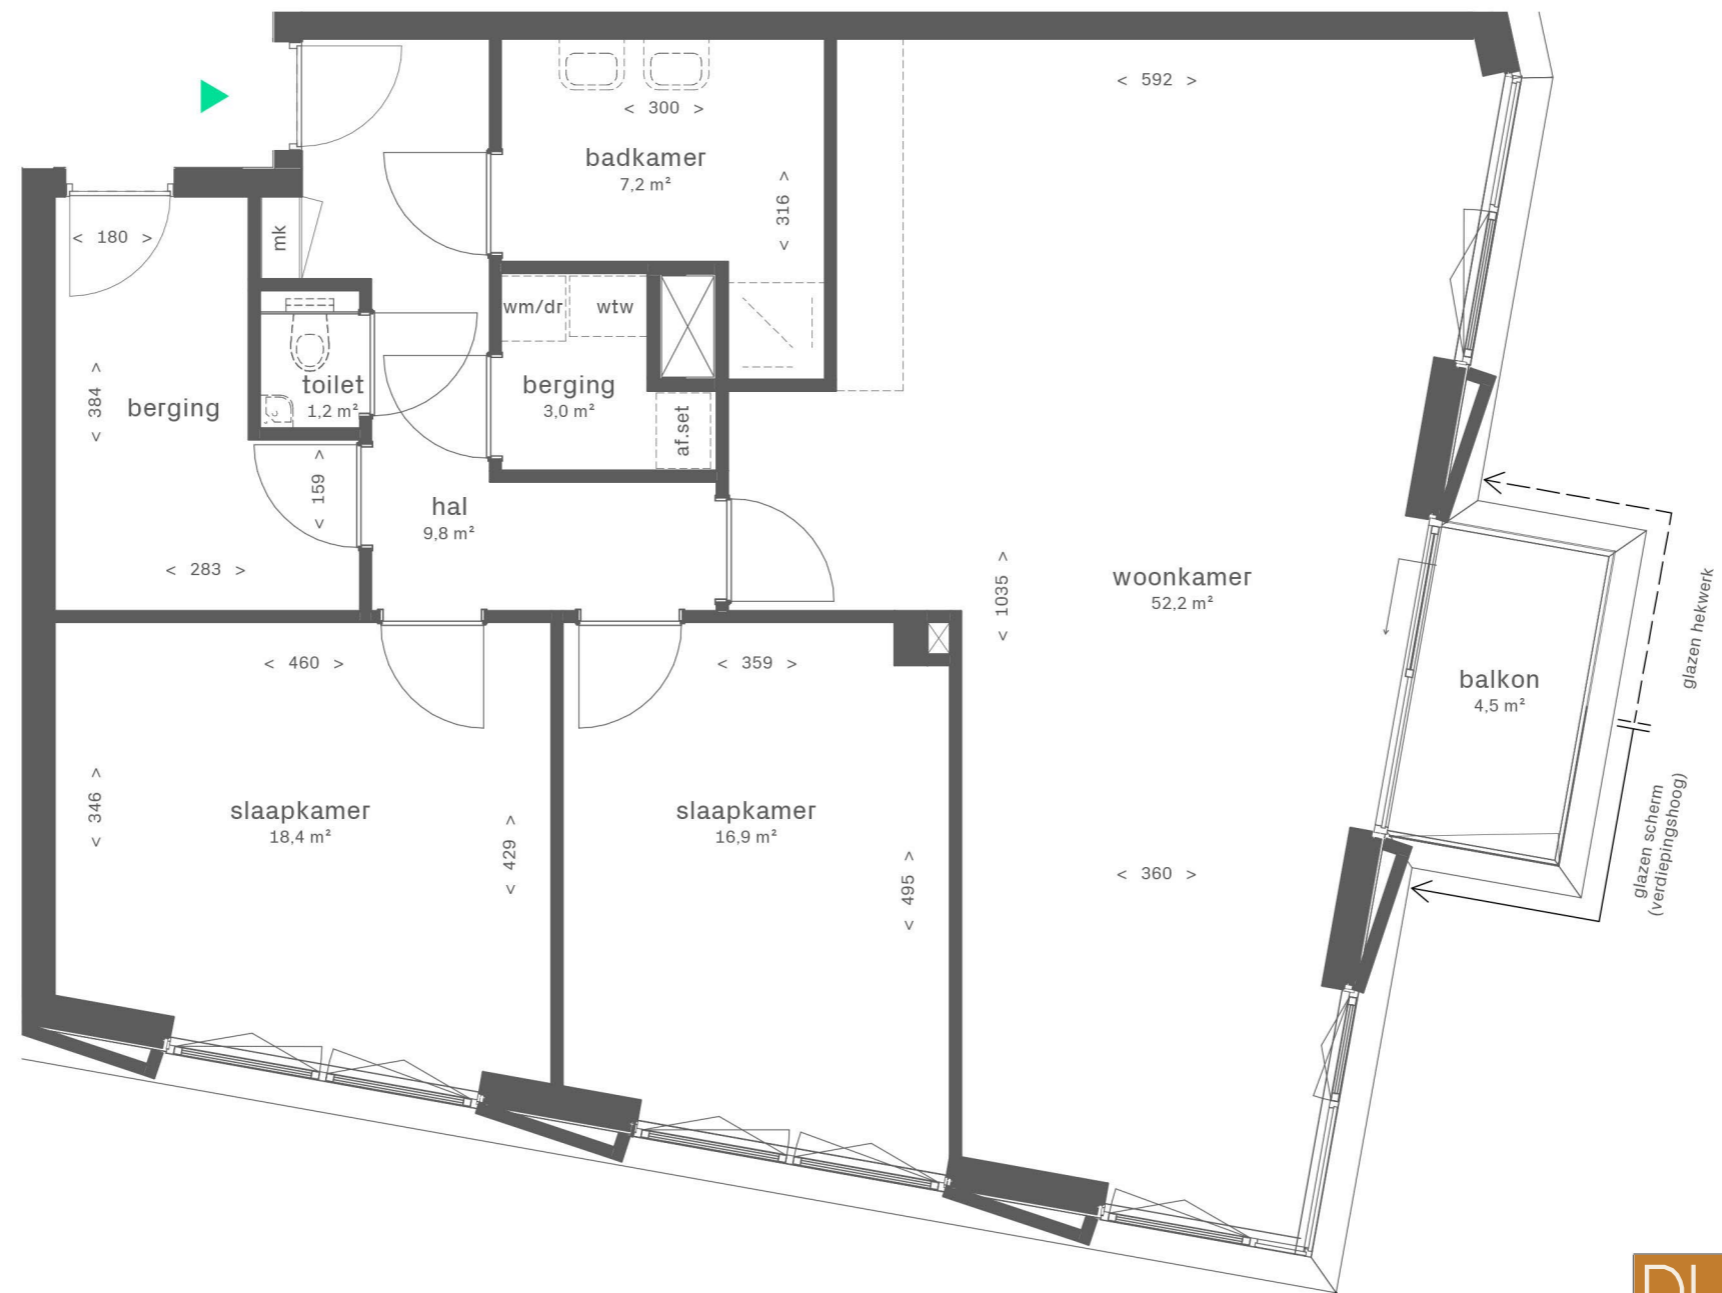 < 592 >
< 300 >
badkamer
7,2 m²
< 316 >
< 180 >
mk
wm/dr
wtw
toilet
1,2 m²
berging
3,0 m²
af.set
< 384 >
berging
< 159 >
hal
9,8 m²
< 283 >
< 1035 >
woonkamer
52,2 m²
glazen hekwerk
balkon
4,5 m²
< 460 >
< 359 >
< 346 >
slaapkamer
18,4 m²
< 429 >
slaapkamer
16,9 m²
< 495 >
< 360 >
glazen scherm
(verdiepingshoog)